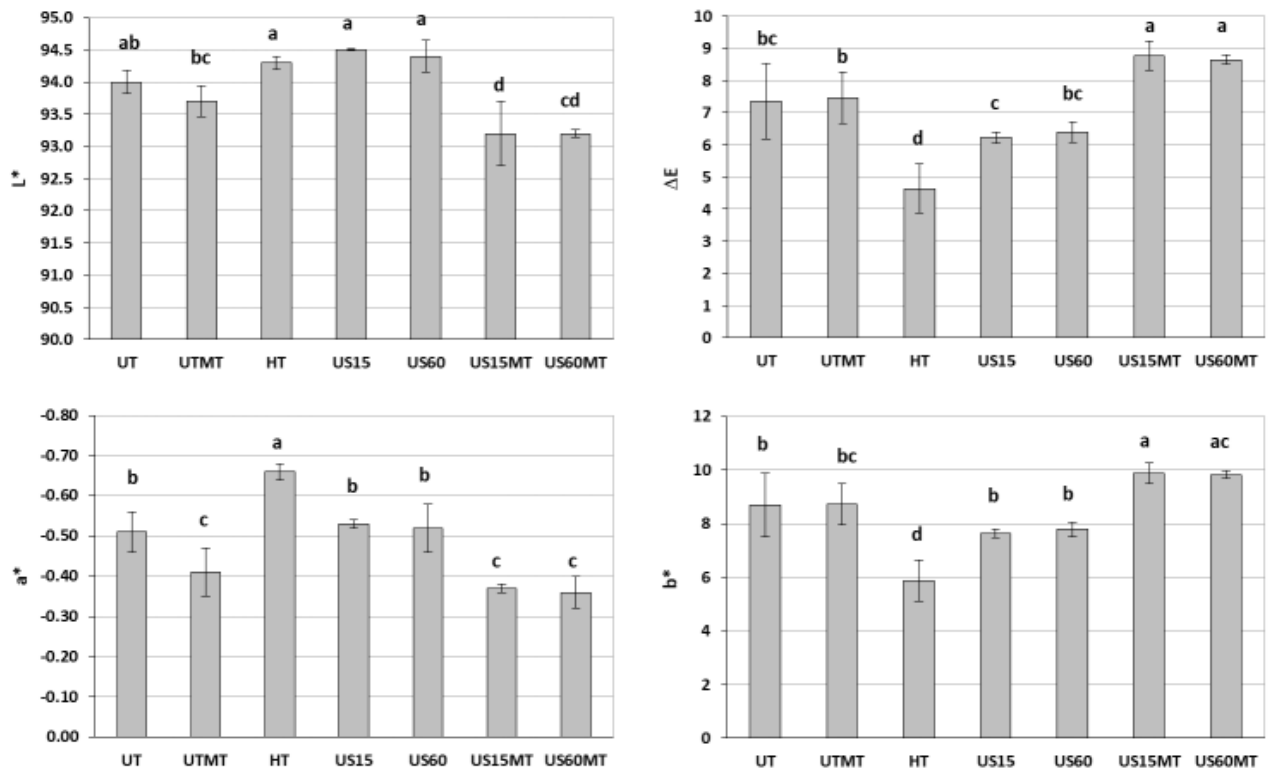 95.0
94.5
94.0
93.5
93.0
92.5
92.0
91.5
91.0
90.5
90.0
L*
ab
bc
a
a
a
d
cd
UT UTMT HT US15 US60 US15MT US60MT
10
9
8
7
6
5
4
3
2
1
0
ΔE
bc
b
d
c
bc
a
a
UT UTMT HT US15 US60 US15MT US60MT
-0.80
-0.70
-0.60
-0.50
-0.40
-0.30
-0.20
-0.10
0.00
a*
b
c
a
b
b
c
c
UT UTMT HT US15 US60 US15MT US60MT
12
10
8
6
4
2
0
b*
b
bc
d
b
b
a
ac
UT UTMT HT US15 US60 US15MT US60MT